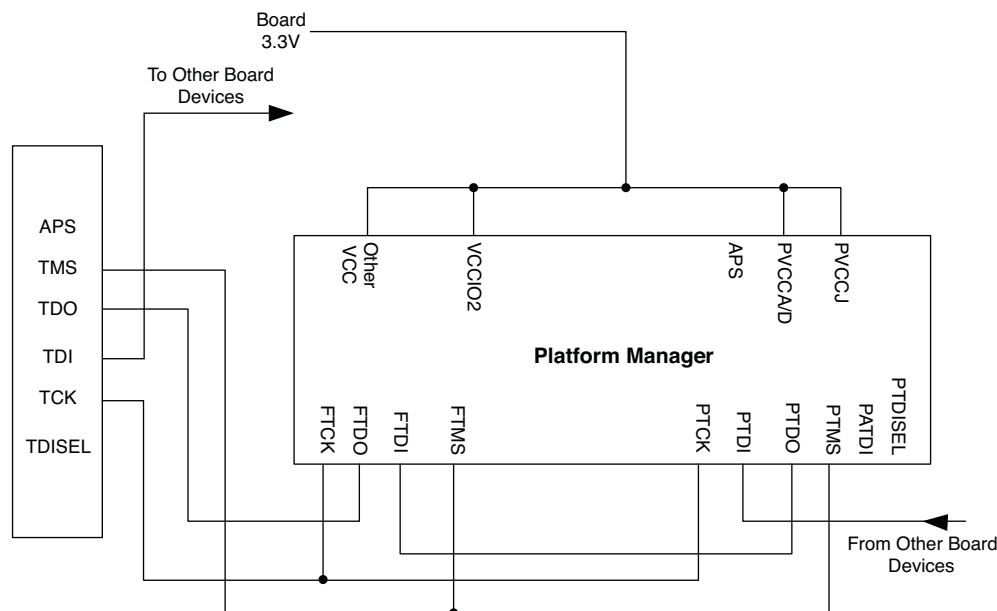 Board
3.3V
To Other Board
Devices
APS
TMS
TDO
TDI
TCK
TDISEL
Other
VCC
VCCIO2
APS
PVCCA/D
PVCCJ
Platform Manager
FTCK
FTDO
FTDI
FTMS
PTCK
PTDI
PTDO
PTMS
PATDI
PTDISEL
From Other Board
Devices